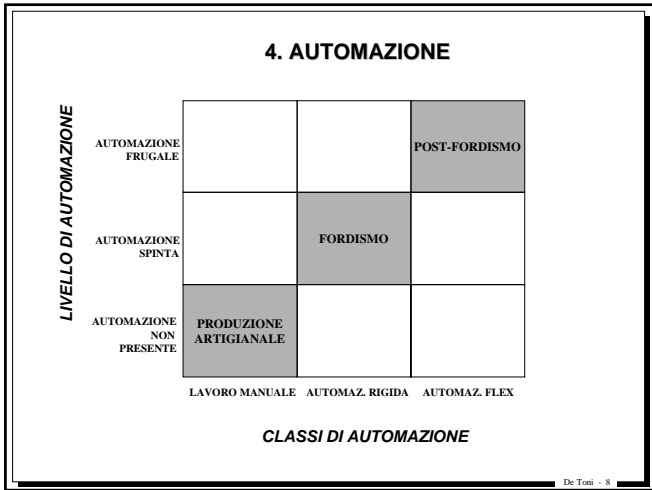 4. AUTOMAZIONE
LIVELLO DI AUTOMAZIONE
AUTOMAZIONE
FRUGALE
POST-FORDISMO
AUTOMAZIONE
SPINTA
FORDISMO
AUTOMAZIONE
NON
PRESENTE
PRODUZIONE
ARTIGIANALE
LAVORO MANUALE
AUTOMAZ. RIGIDA
AUTOMAZ. FLEX
CLASSI DI AUTOMAZIONE
De Toni - 8